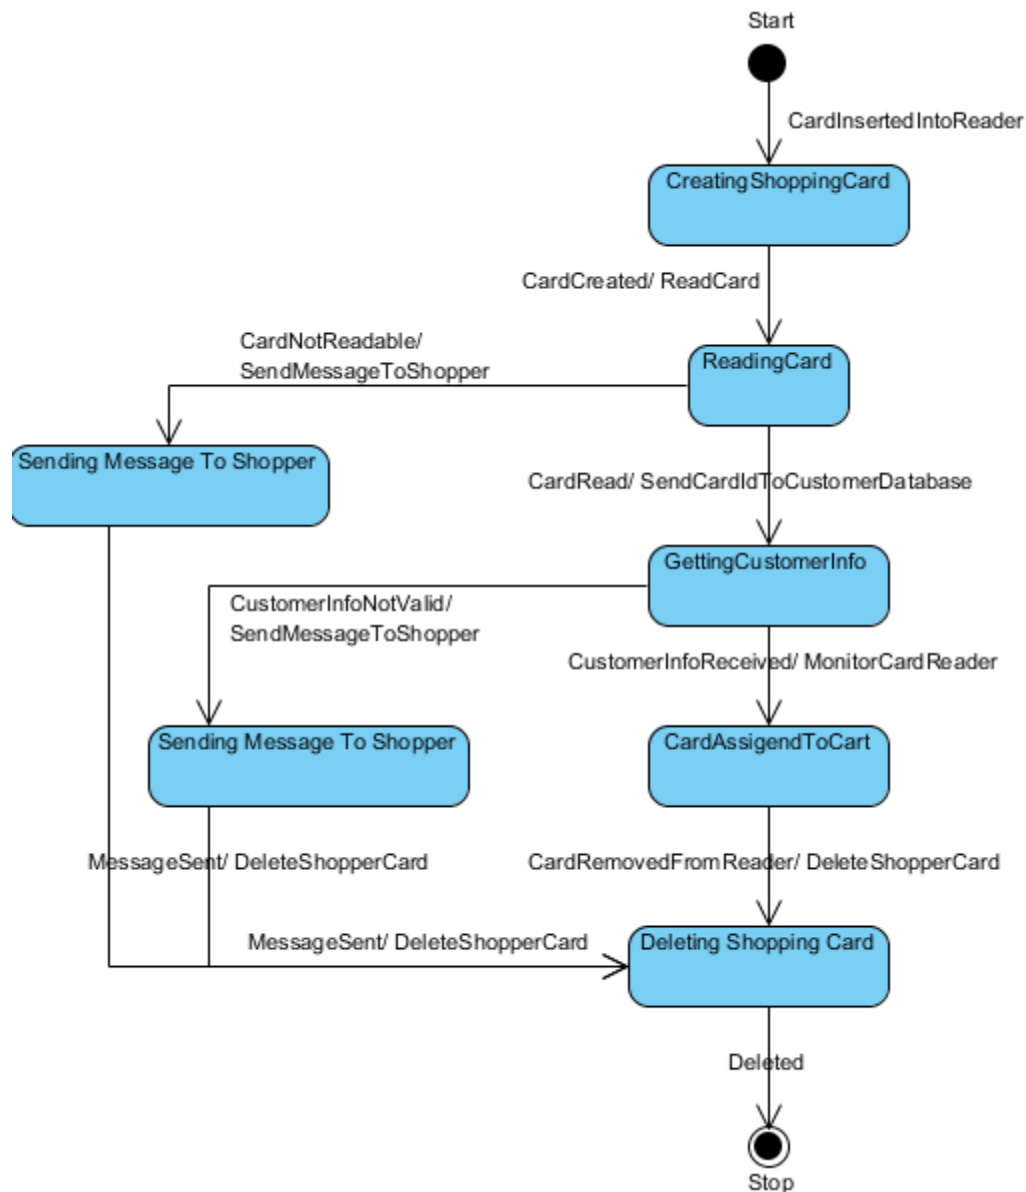 Start
CardInsertedIntoReader
CreatingShoppingCard
CardCreated/ ReadCard
CardNotReadable/
SendMessageToShopper
ReadingCard
Sending Message To Shopper
CardRead/ SendCardIdToCustomerDatabase
GettingCustomerInfo
CustomerInfoNotValid/
SendMessageToShopper
CustomerInfoReceived/ MonitorCardReader
Sending Message To Shopper
CardAssigendToCart
MessageSent/ DeleteShopperCard
CardRemovedFromReader/ DeleteShopperCard
MessageSent/ DeleteShopperCard
Deleting Shopping Card
Deleted
Stop